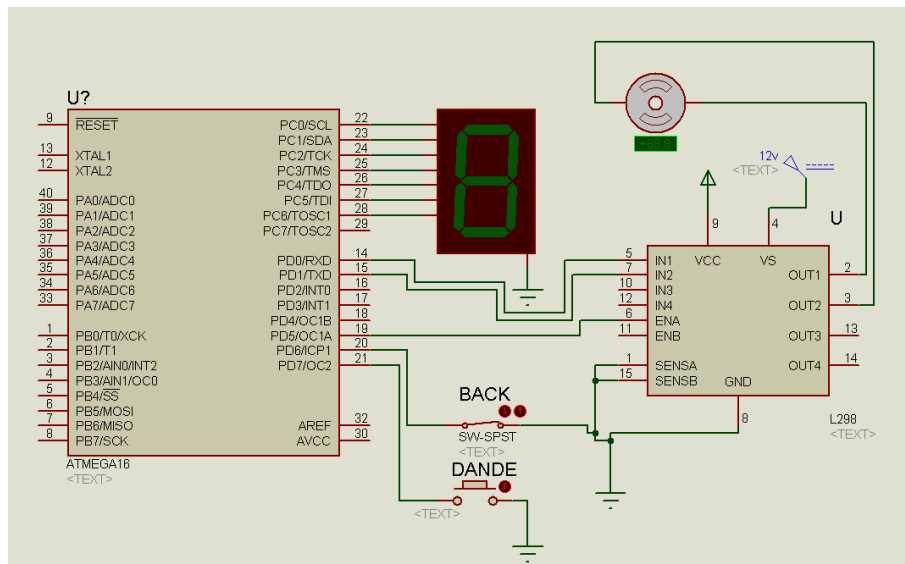 U?
9 RESET
13 XTAL1
12 XTAL2
40 PA0/ADC0
39 PA1/ADC1
38 PA2/ADC2
37 PA3/ADC3
36 PA4/ADC4
35 PA5/ADC5
34 PA6/ADC6
33 PA7/ADC7
1 PB0/T0/XCK
2 PB1/T1
3 PB2/AIN0/INT2
4 PB3/AIN1/OC0
5 PB4/SS
6 PB5/MOSI
7 PB6/MISO
8 PB7/SCK
PC0/SCL 22
PC1/SDA 23
PC2/TCK 24
PC3/TMS 25
PC4/TDO 26
PC5/TDI 27
PC6/TOSC1 28
PC7/TOSC2 29
PD0/RXD 14
PD1/TXD 15
PD2/INT0 16
PD3/INT1 17
PD4/OC1B 18
PD5/OC1A 19
PD6/ICP1 20
PD7/OC2 21
AREF 32
AVCC 30
ATMEGA16
<TEXT>
+88.8
12v
<TEXT>
U
9 VCC
4 VS
5 IN1
7 IN2
10 IN3
12 IN4
6 ENA
11 ENB
1 SENSA
15 SENSB
OUT1 2
OUT2 3
OUT3 13
OUT4 14
GND
8
L298
<TEXT>
BACK
SW-SPST
<TEXT>
DANDE
<TEXT>